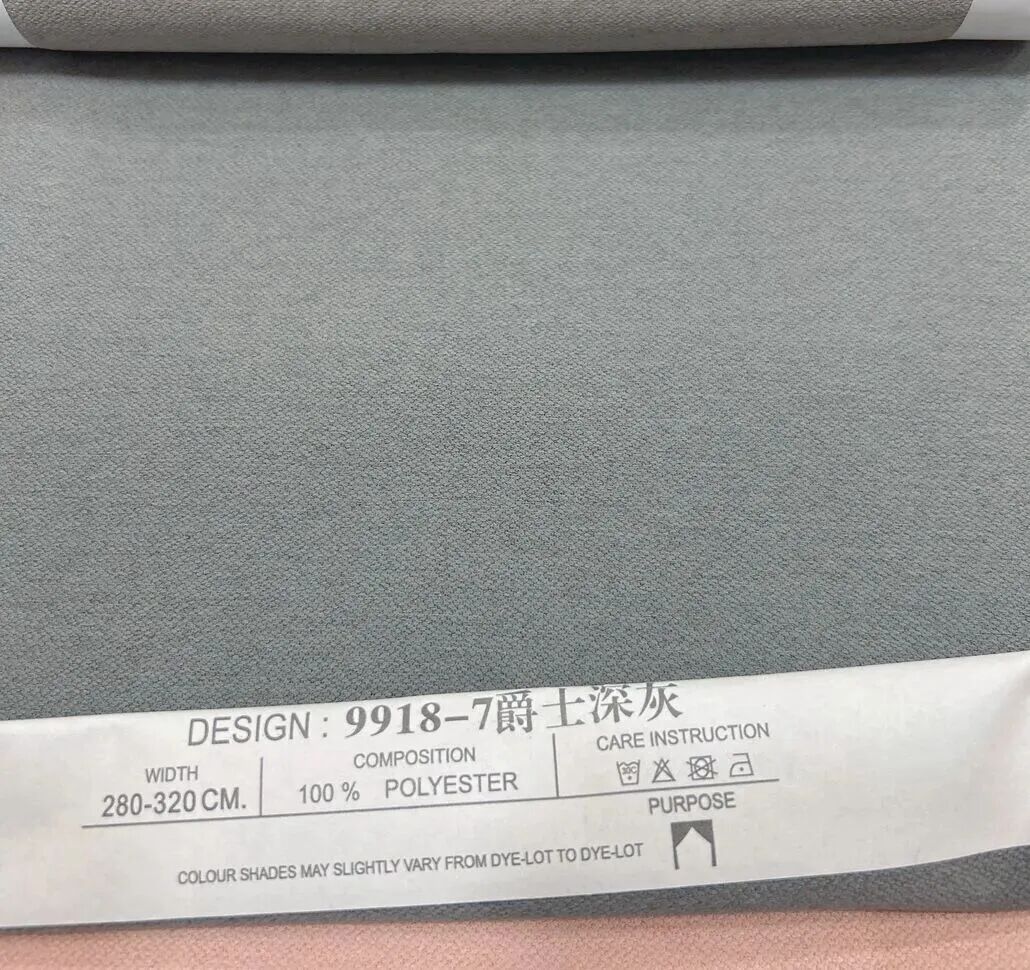 DESIGN : 9918-7爵士深灰
WIDTH
280-320 CM.
COMPOSITION
100 % POLYESTER
CARE INSTRUCTION
30C
PURPOSE
COLOUR SHADES MAY SLIGHTLY VARY FROM DYE-LOT TO DYE-LOT